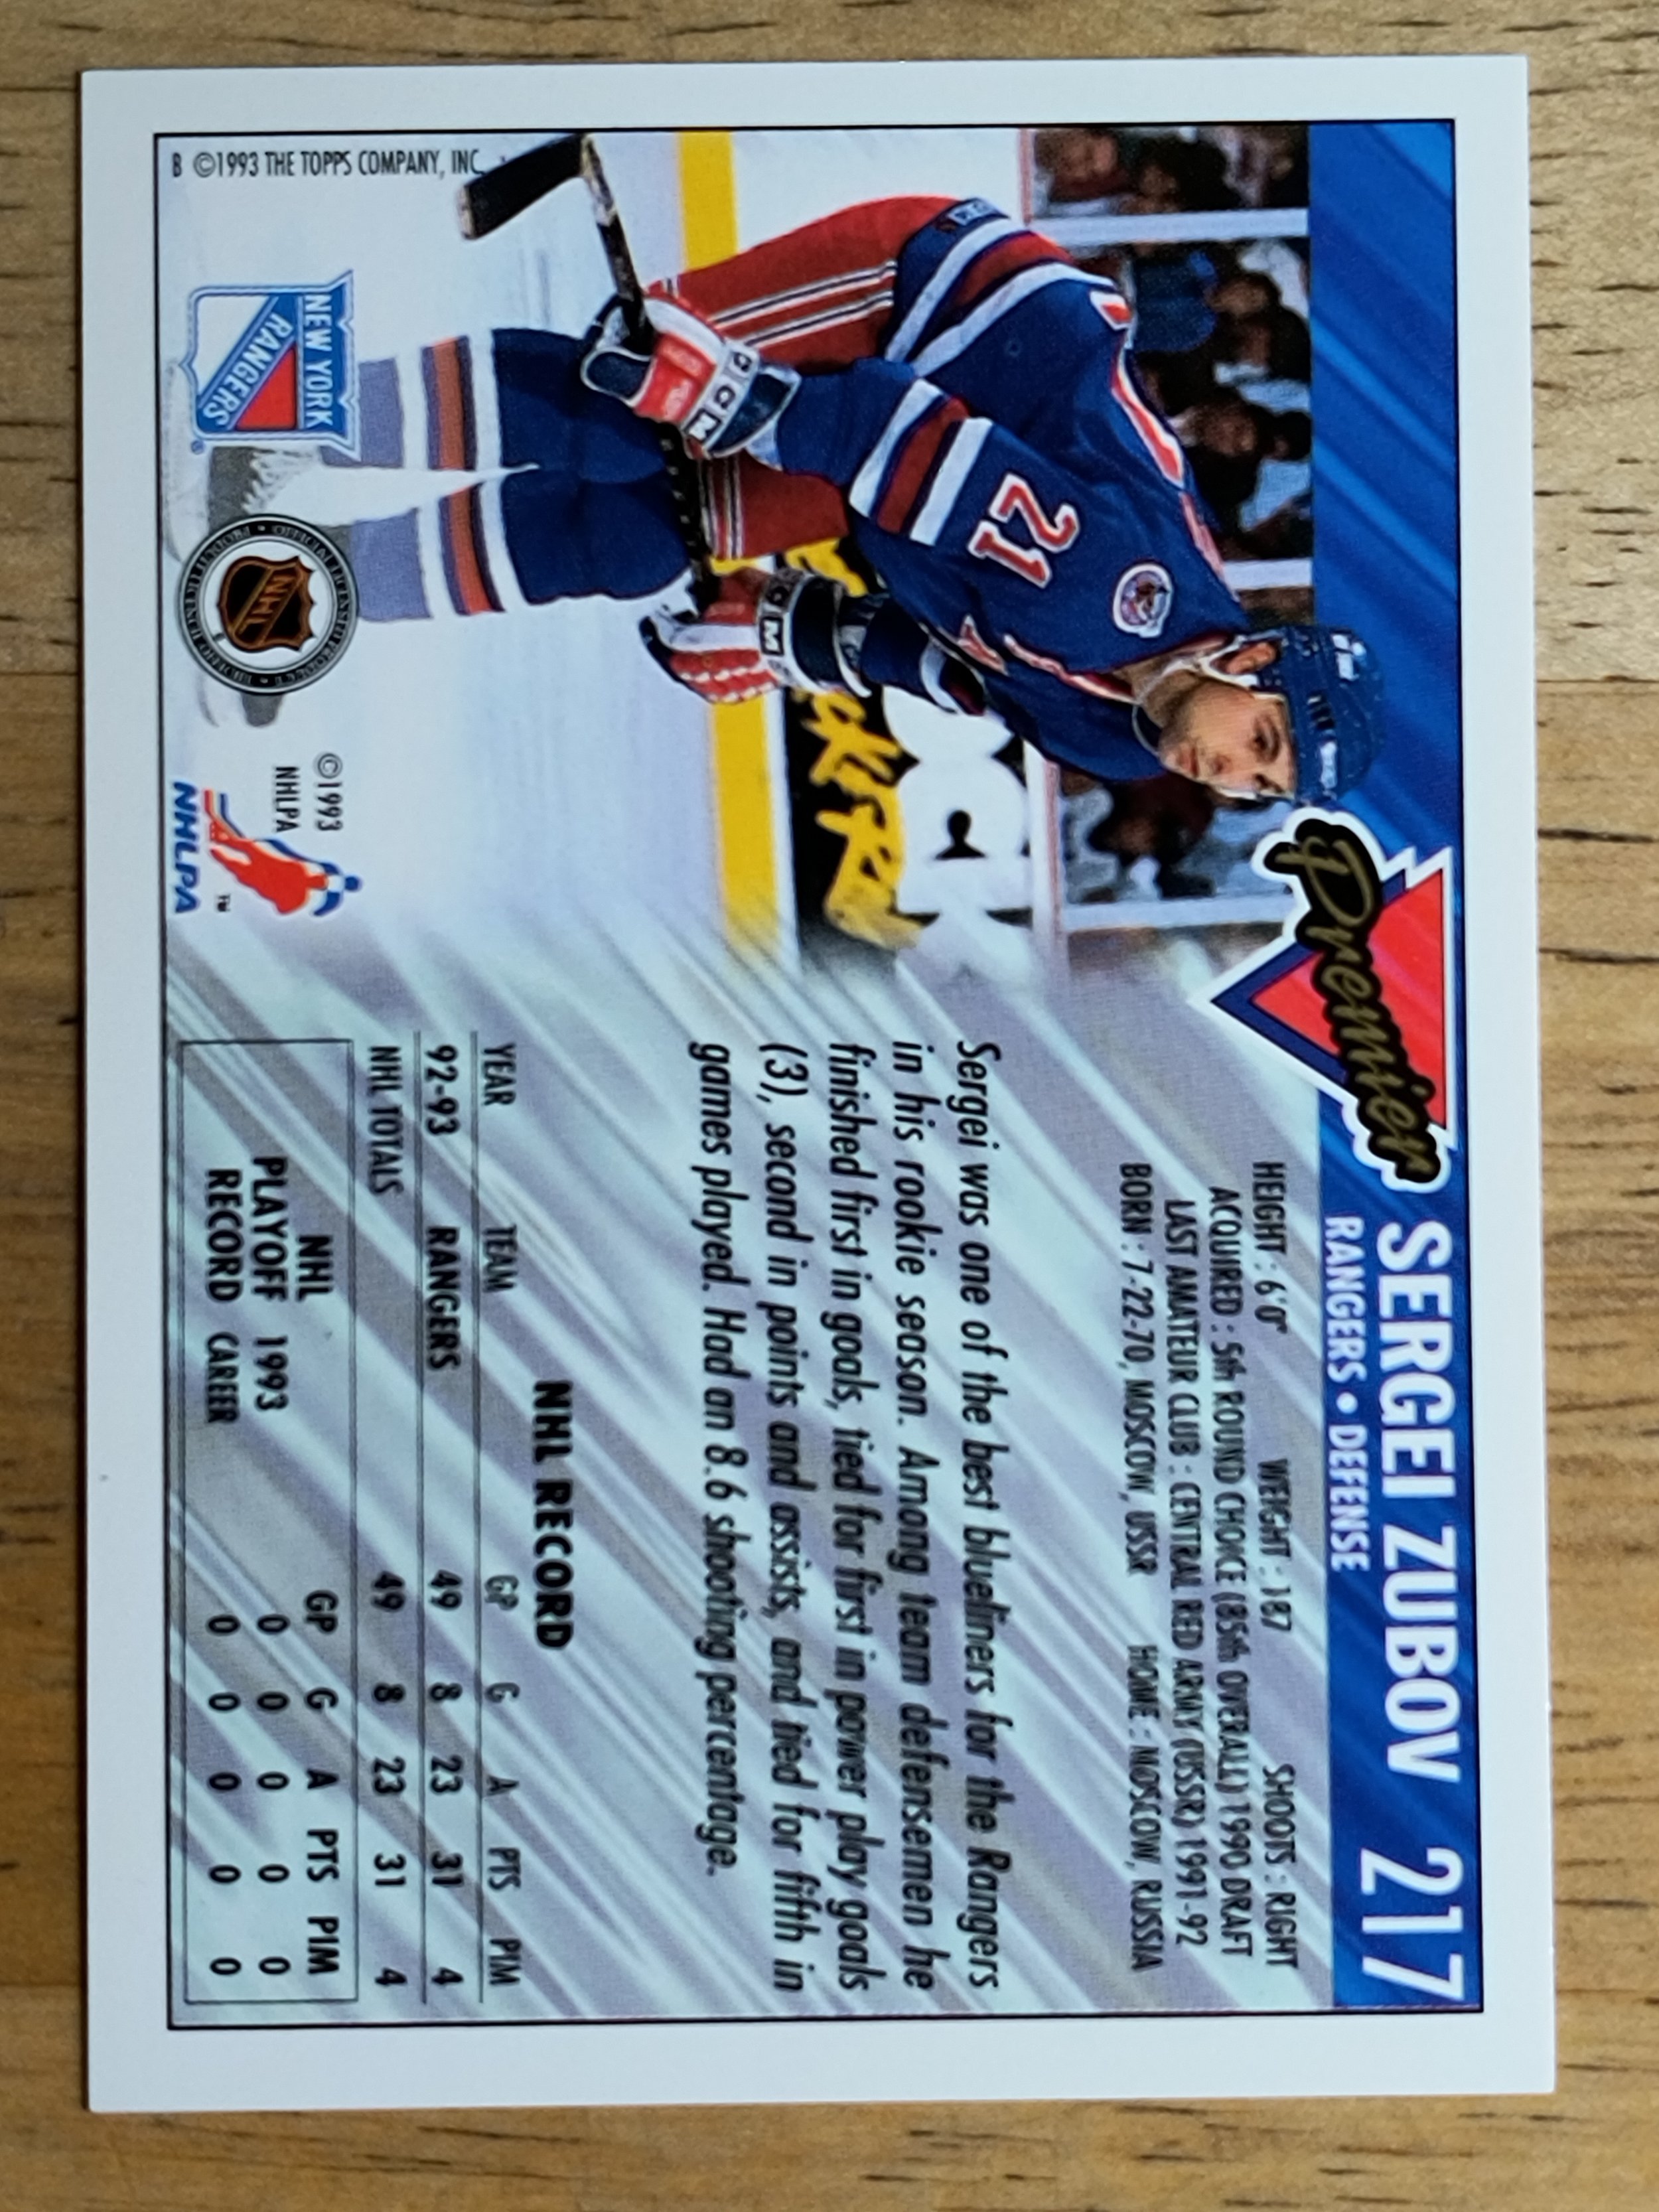 Premier
SERGEI ZUBOV 217
RANGERS • DEFENSE
HEIGHT : 6'0" WEIGHT : 187 SHOOTS : RIGHT
ACQUIRED : 5th ROUND CHOICE (85th OVERALL) 1990 DRAFT
LAST AMATEUR CLUB : CENTRAL RED ARMY (USSR) 1991-92
BORN : 7-22-70, MOSCOW, USSR HOME : MOSCOW, RUSSIA
Sergei was one of the best blueliners for the Rangers
in his rookie season. Among team defensemen he
finished first in goals, tied for first in power play goals
(3), second in points and assists, and tied for fifth in
games played. Had an 8.6 shooting percentage.
NHL RECORD
YEAR TEAM GP G A PTS PIM
92-93 RANGERS 49 8 23 31 4
NHL TOTALS 49 8 23 31 4
NHL GP G A PTS PIM
PLAYOFF 1993 0 0 0 0 0
RECORD CAREER 0 0 0 0 0
21
CCM
NEW YORK
RANGERS
NHL
©1993
NHLPA
NHLPA™
B ©1993 THE TOPPS COMPANY, INC.